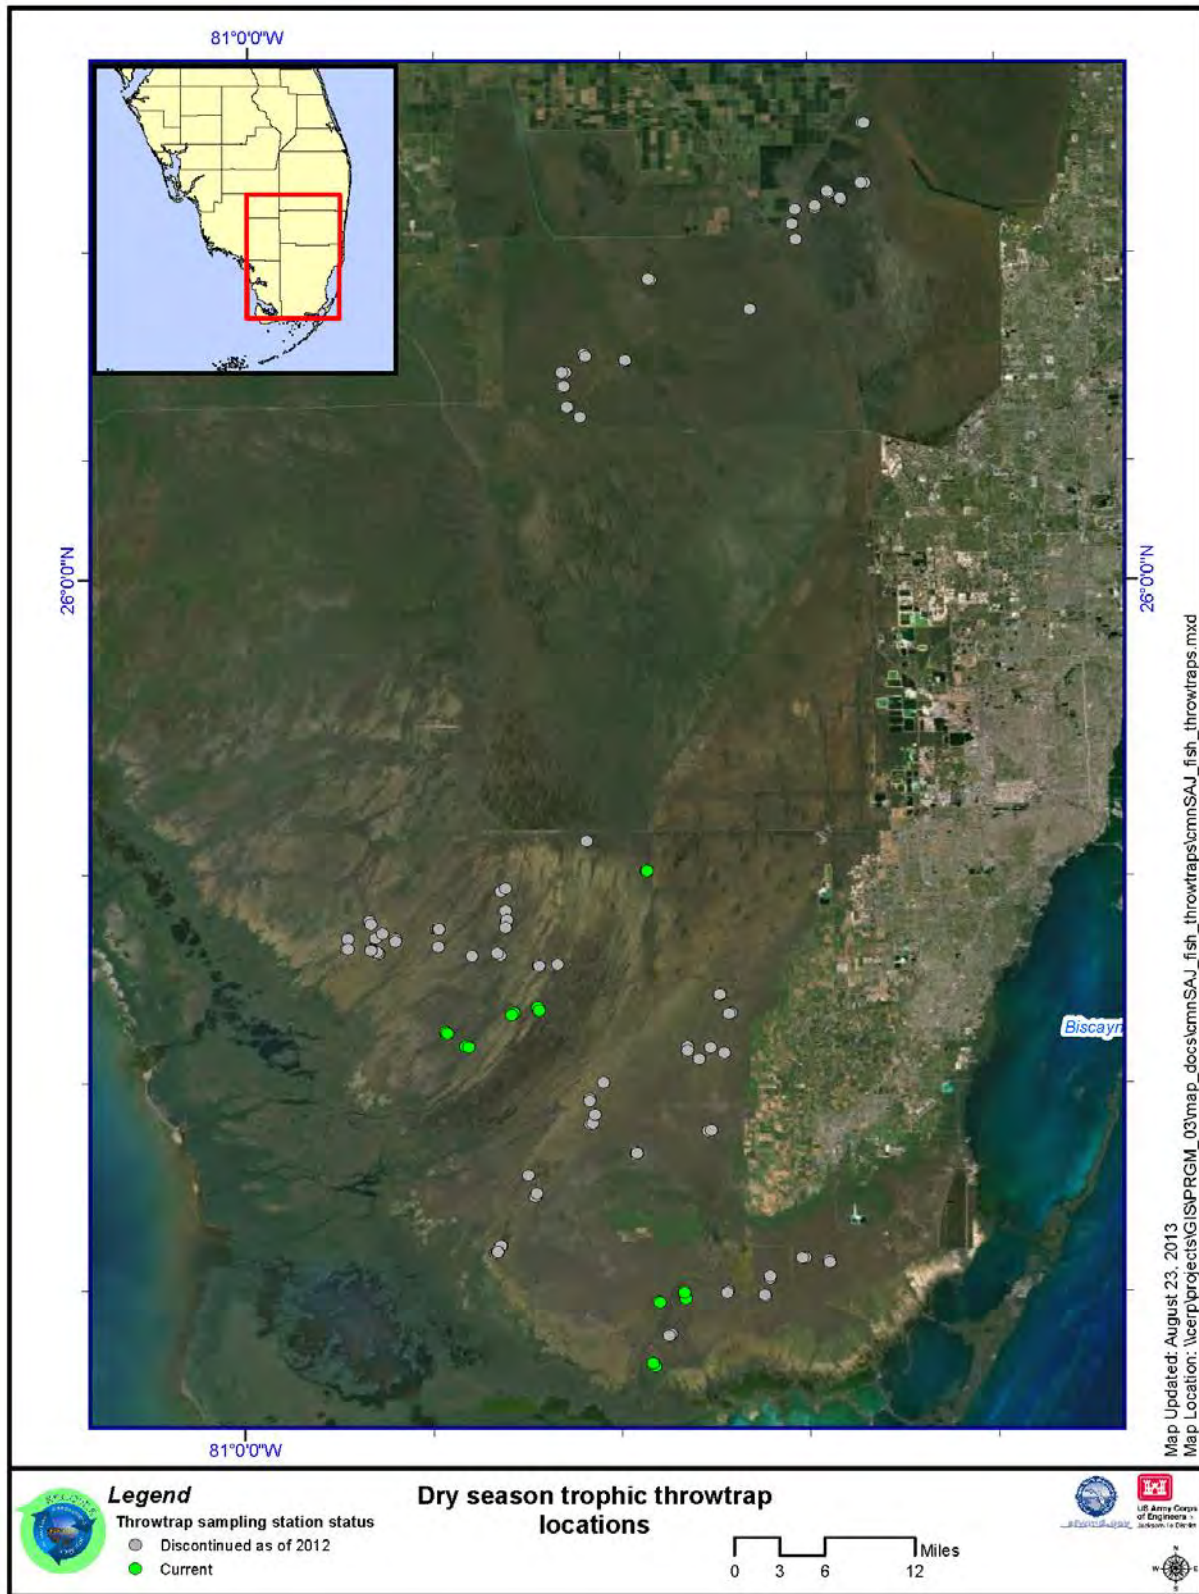 81°0'0"W
26°0'0"N
26°0'0"N
Biscayn
81°0'0"W
Map Updated: August 23, 2013
Map Location: \\cerp\projects\GIS\PRGM_03\map_docs\cmnSAJ_fish_throwtraps\cmnSAJ_fish_throwtraps.mxd
Legend
Throwtrap sampling station status
Discontinued as of 2012
Current
Dry season trophic throwtrap
locations
0 3 6 12 Miles
US Army Corps
of Engineers
Jacksonville District
N
W E
S